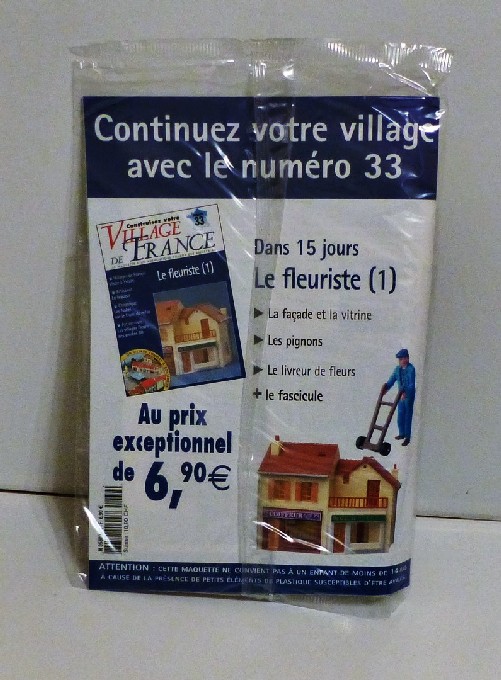 Continuez votre village
avec le numéro 33
Construisez votre
33
VILLAGE
DE FRANCE
Le fleuriste (1)
Dans 15 jours
Le fleuriste (1)
▶ La façade et la vitrine
▶ Les pignons
▶ Le livreur de fleurs
+ le fascicule
Au prix
exceptionnel
de 6,90€
ATTENTION : CETTE MAQUETTE NE CONVIENT PAS À UN ENFANT DE MOINS DE 14
À CAUSE DE LA PRÉSENCE DE PETITS ÉLÉMENTS DE PLASTIQUE SUSCEPTIBLES D'ÊTRE